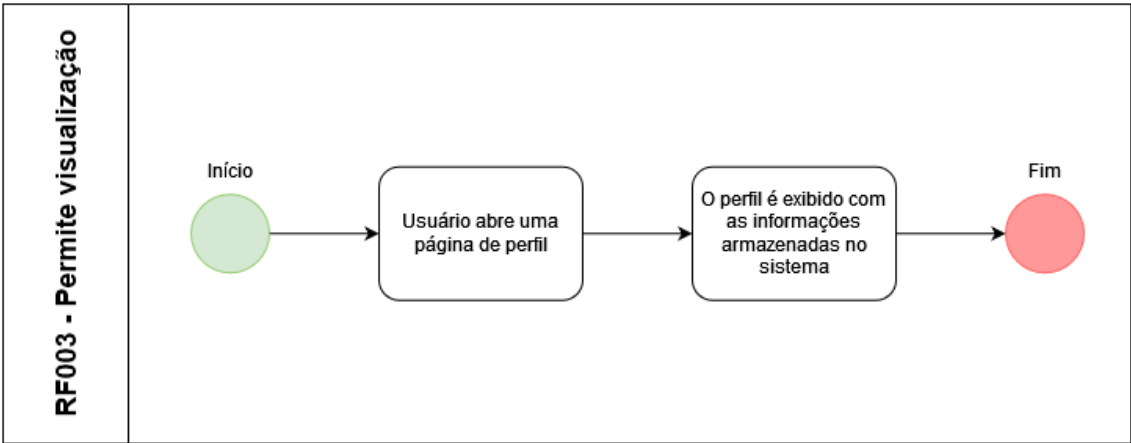 RF003 - Permite visualização
Início
Usuário abre uma
página de perfil
O perfil é exibido com
as informações
armazenadas no
sistema
Fim